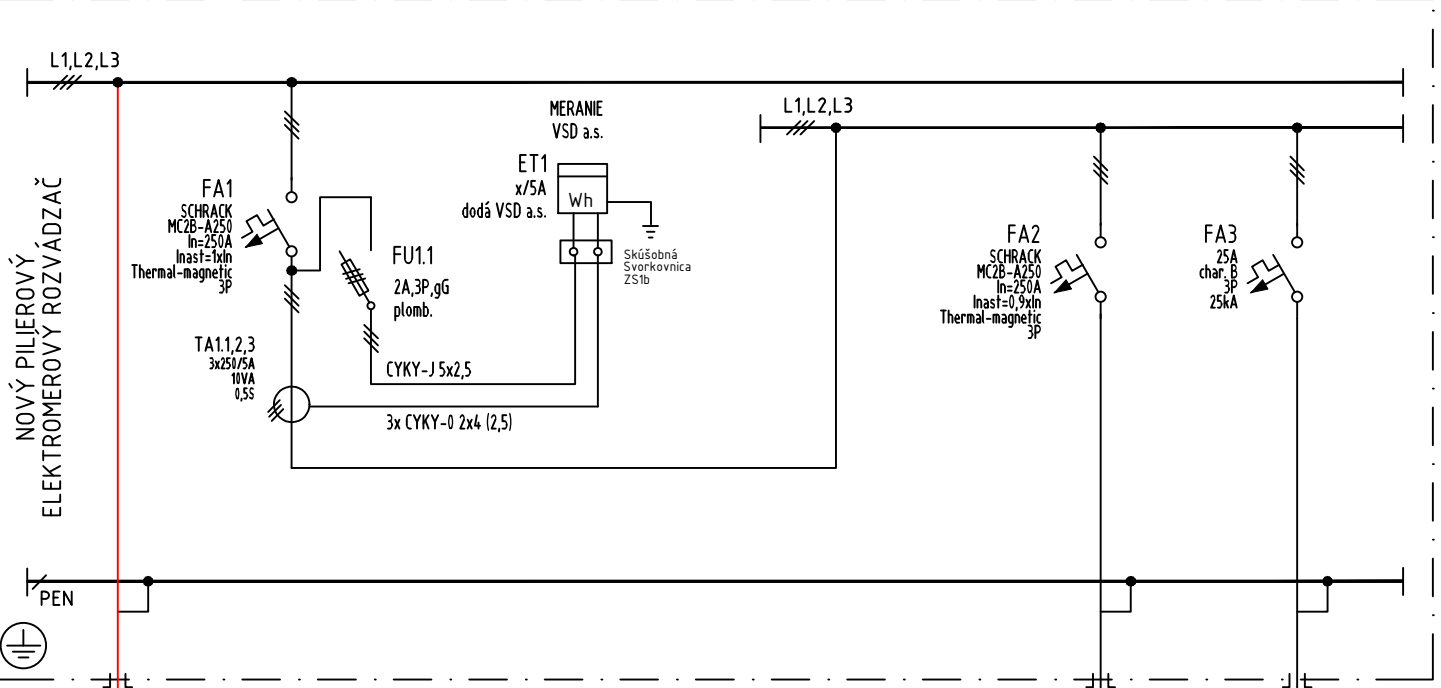 L1,L2,L3
MERANIE
VSD a.s.
L1,L2,L3
ET1
x/5A
dodá VSD a.s.
Wh
Skúšobná
Svorkovnica
ZS1b
FA1
SCHRACK
MC2B-A250
In=250A
Inast=1xIn
Thermal-magnetic
3P
FU1.1
2A,3P,gG
plomb.
FA2
SCHRACK
MC2B-A250
In=250A
Inast=0,9xIn
Thermal-magnetic
3P
FA3
25A
char. B
3P
25kA
NOVÝ PILIEROVÝ
ELEKTROMEROVÝ ROZVÁDZAČ
TA1.1,2,3
3x250/5A
10VA
0,5S
CYKY-J 5x2,5
3x CYKY-O 2x4 (2,5)
PEN